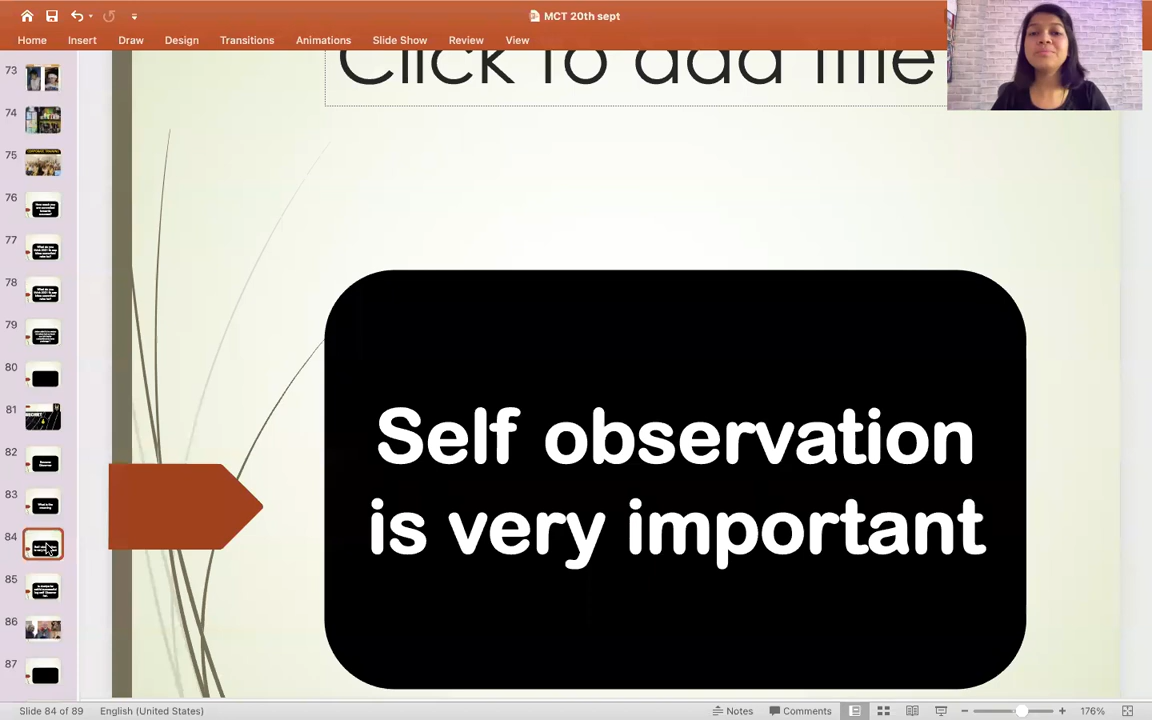 MCT 20th sept
Home Insert Draw Design Transitions Animations Slide Show Review View
Click to add title
Self observation
is very important
73
74
75
76
77
78
79
80
81
82
83
84
85
86
87
Slide 84 of 89 English (United States) Notes Comments 176%